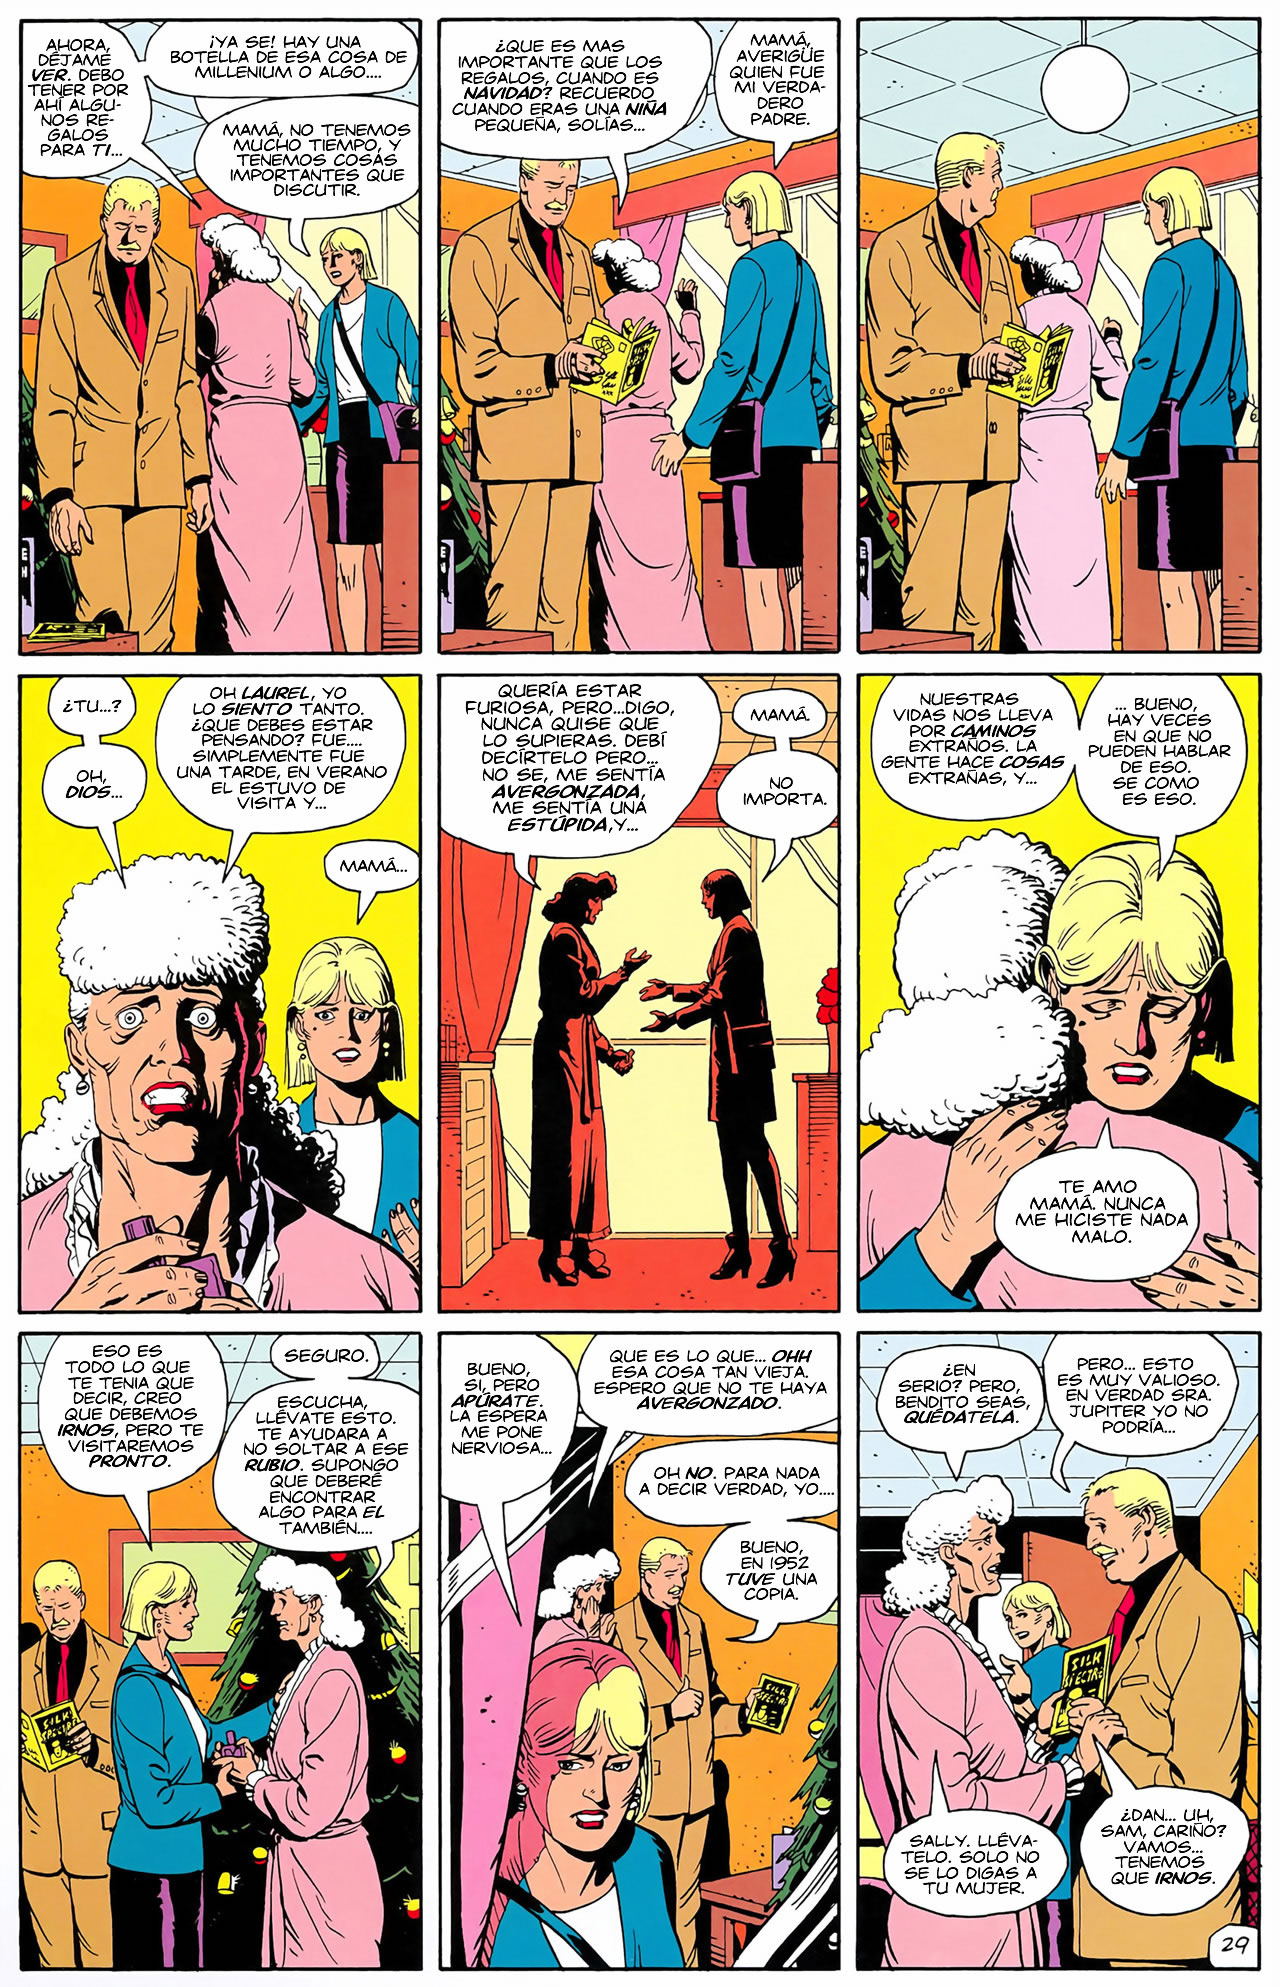 AHORA,
DÉJAME
VER. DEBO
TENER POR
AHÍ ALGU-
NOS RE-
GALOS
PARA TI...
¡YA SE! HAY UNA
BOTELLA DE ESA COSA DE
MILLENIUM O ALGO....
MAMÁ, NO TENEMOS
MUCHO TIEMPO, Y
TENEMOS COSAS
IMPORTANTES QUE
DISCUTIR.
¿QUE ES MAS
IMPORTANTE QUE LOS
REGALOS, CUANDO ES
NAVIDAD? RECUERDO
CUANDO ERAS UNA NIÑA
PEQUEÑA, SOLÍAS...
MAMÁ,
AVERIGÜE
QUIEN FUE
MI VERDA-
DERO
PADRE.
¿TU...?
OH,
DIOS...
OH LAUREL, YO
LO SIENTO TANTO.
¿QUE DEBES ESTAR
PENSANDO? FUE....
SIMPLEMENTE FUE
UNA TARDE, EN VERANO
EL ESTUVO DE
VISITA Y...
MAMÁ...
QUERÍA ESTAR
FURIOSA, PERO...DIGO,
NUNCA QUISE QUE
LO SUPIERAS. DEBÍ
DECÍRTELO PERO...
NO SE, ME SENTÍA
AVERGONZADA,
ME SENTÍA UNA
ESTÚPIDA,Y...
MAMÁ.
NO
IMPORTA.
NUESTRAS
VIDAS NOS LLEVA
POR CAMINOS
EXTRAÑOS. LA
GENTE HACE COSAS
EXTRAÑAS, Y...
... BUENO,
HAY VECES
EN QUE NO
PUEDEN HABLAR
DE ESO.
SE COMO
ES ESO.
TE AMO
MAMÁ. NUNCA
ME HICISTE NADA
MALO.
ESO ES
TODO LO QUE
TE TENIA QUE
DECIR, CREO
QUE DEBEMOS
IRNOS, PERO TE
VISITAREMOS
PRONTO.
SEGURO.
ESCUCHA,
LLÉVATE ESTO.
TE AYUDARA A
NO SOLTAR A ESE
RUBIO. SUPONGO
QUE DEBERÉ
ENCONTRAR
ALGO PARA EL
TAMBIÉN....
SILK
SPECTRE
BUENO,
SI, PERO
APÚRATE.
LA ESPERA
ME PONE
NERVIOSA...
QUE ES LO QUE... OHH
ESA COSA TAN VIEJA.
ESPERO QUE NO TE HAYA
AVERGONZADO.
OH NO. PARA NADA
A DECIR VERDAD, YO....
BUENO,
EN 1952
TUVE UNA
COPIA.
¿EN
SERIO? PERO,
BENDITO SEAS,
QUÉDATELA.
PERO... ESTO
ES MUY VALIOSO.
EN VERDAD SRA.
JUPITER YO NO
PODRÍA...
SILK
SPECTRE
SALLY. LLÉVA-
TELO. SOLO NO
SE LO DIGAS A
TU MUJER.
¿DAN... UH,
SAM, CARIÑO?
VAMOS...
TENEMOS
QUE IRNOS.
29